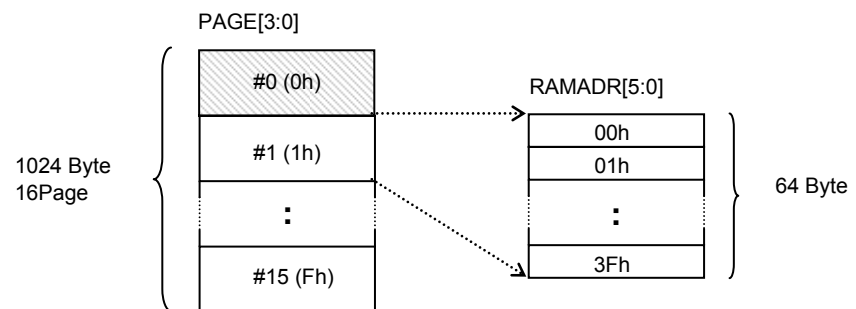 PAGE[3:0]
#0 (0h)
#1 (1h)
:
#15 (Fh)
1024 Byte
16Page
RAMADR[5:0]
00h
01h
:
3Fh
64 Byte